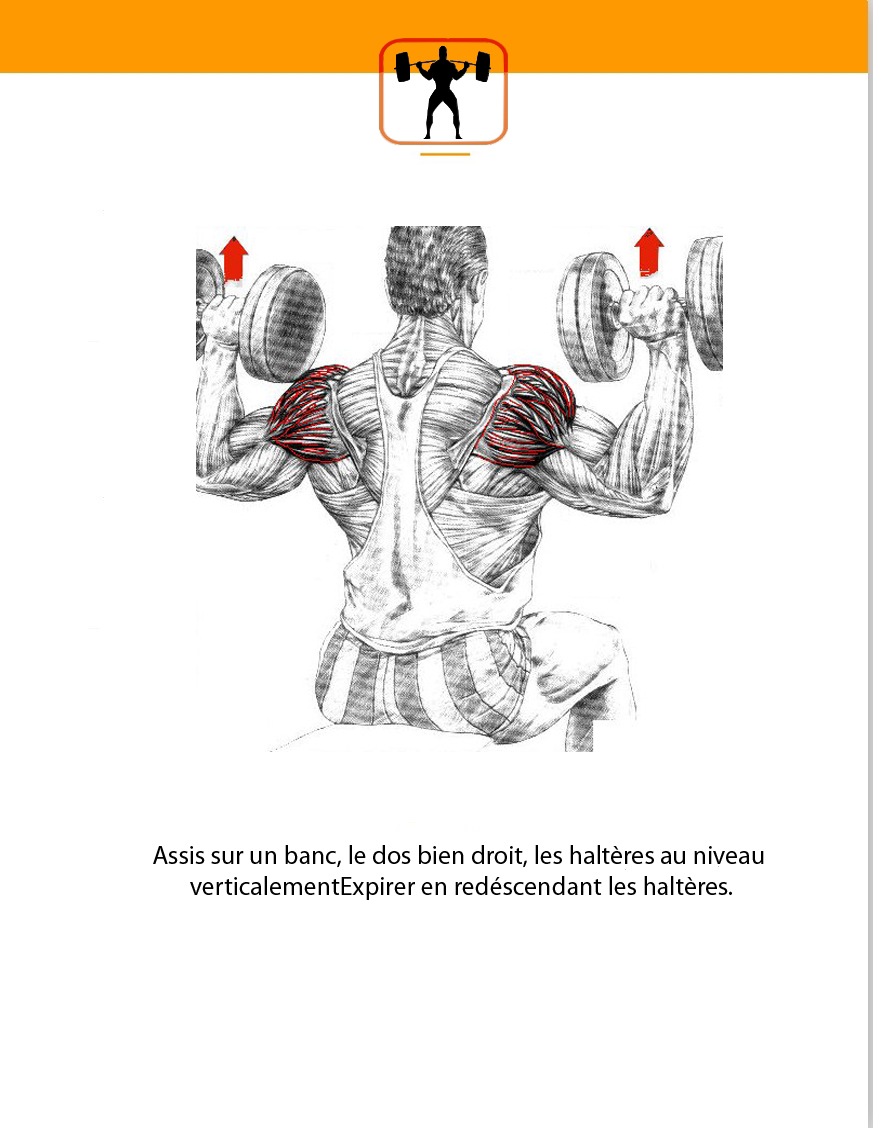 Assis sur un banc, le dos bien droit, les haltères au niveau
verticalementExpirer en redéscendant les haltères.